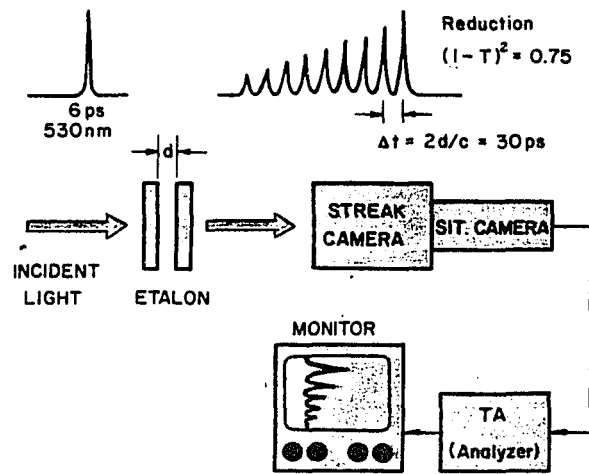 Reduction
(1-T)² = 0.75
6 ps
530nm
Δt = 2d/c = 30ps
d
STREAK
CAMERA
SIT. CAMERA
INCIDENT
LIGHT
ETALON
MONITOR
TA
(Analyzer)